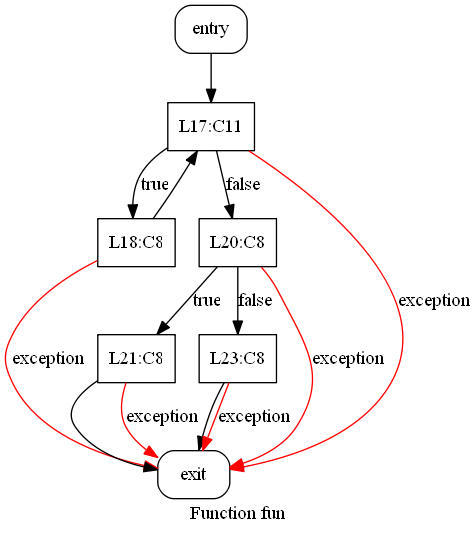 entry
L17:C11
true
false
L18:C8
L20:C8
exception
true
false
exception
exception
L21:C8
L23:C8
exception
exception
exit
Function fun